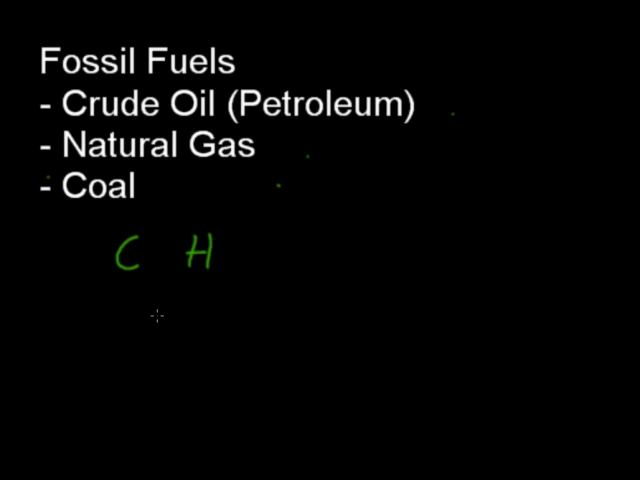 Fossil Fuels
- Crude Oil (Petroleum)
- Natural Gas
- Coal
C H